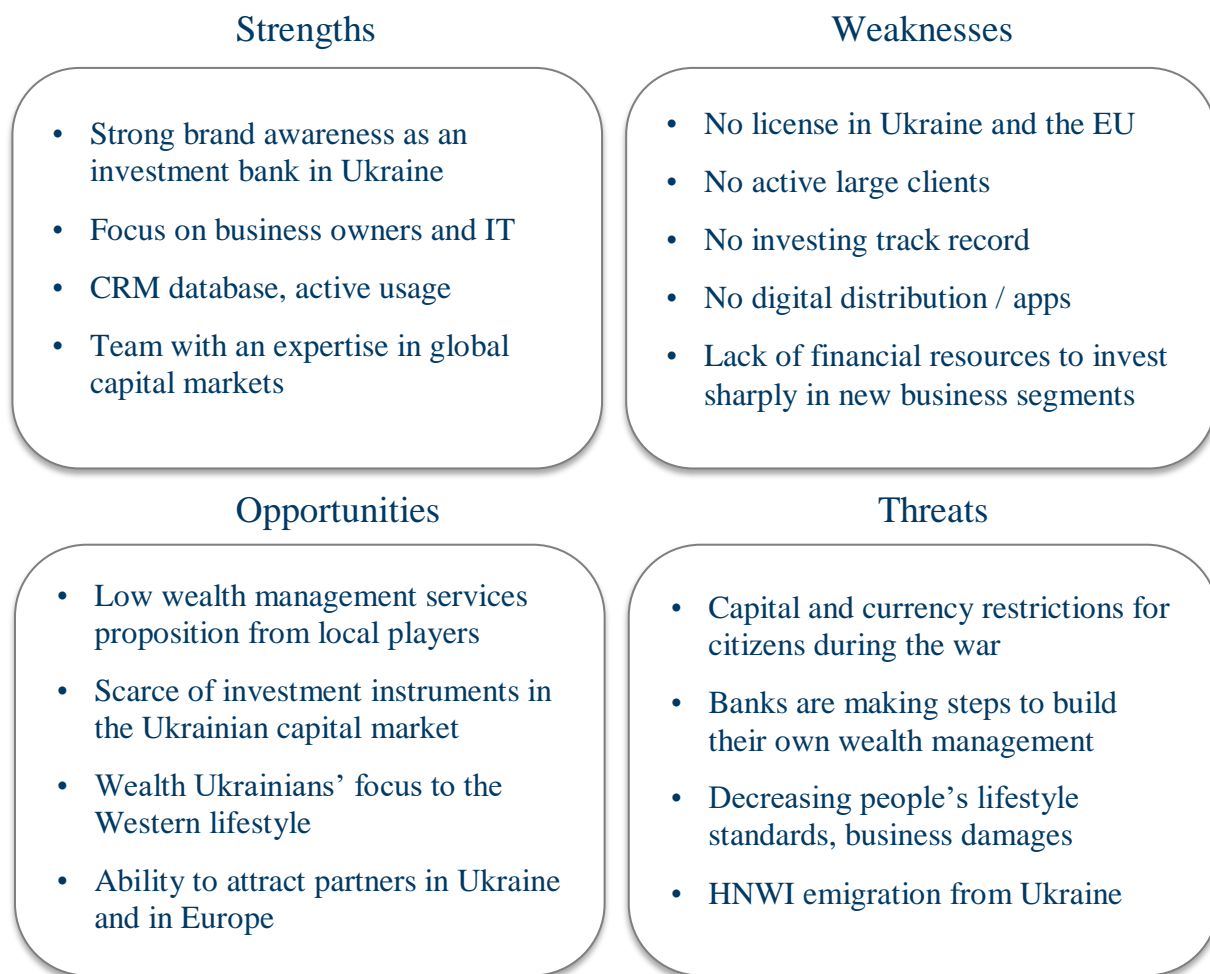 Strengths
• Strong brand awareness as an
investment bank in Ukraine
• Focus on business owners and IT
• CRM database, active usage
• Team with an expertise in global
capital markets
Weaknesses
• No license in Ukraine and the EU
• No active large clients
• No investing track record
• No digital distribution / apps
• Lack of financial resources to invest
sharply in new business segments
Opportunities
• Low wealth management services
proposition from local players
• Scarce of investment instruments in
the Ukrainian capital market
• Wealth Ukrainians’ focus to the
Western lifestyle
• Ability to attract partners in Ukraine
and in Europe
Threats
• Capital and currency restrictions for
citizens during the war
• Banks are making steps to build
their own wealth management
• Decreasing people’s lifestyle
standards, business damages
• HNWI emigration from Ukraine